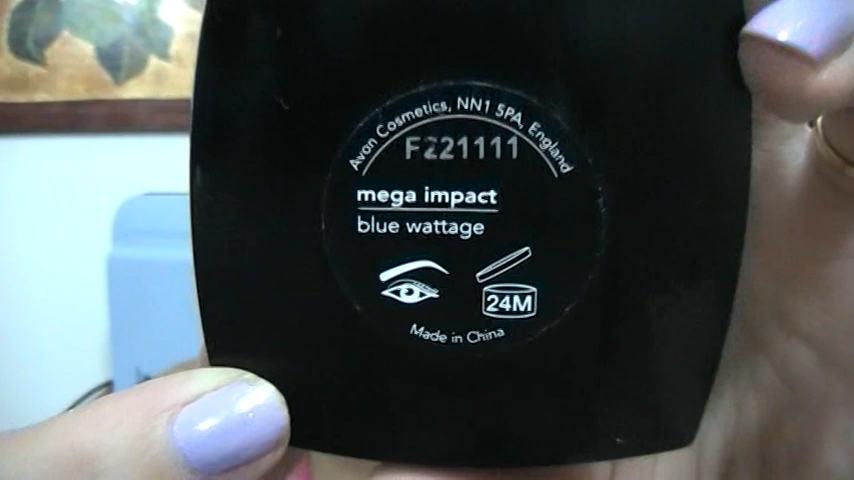 Avon Cosmetics, NN1 5PA, England
FZ21111
mega impact
blue wattage
24M
Made in China